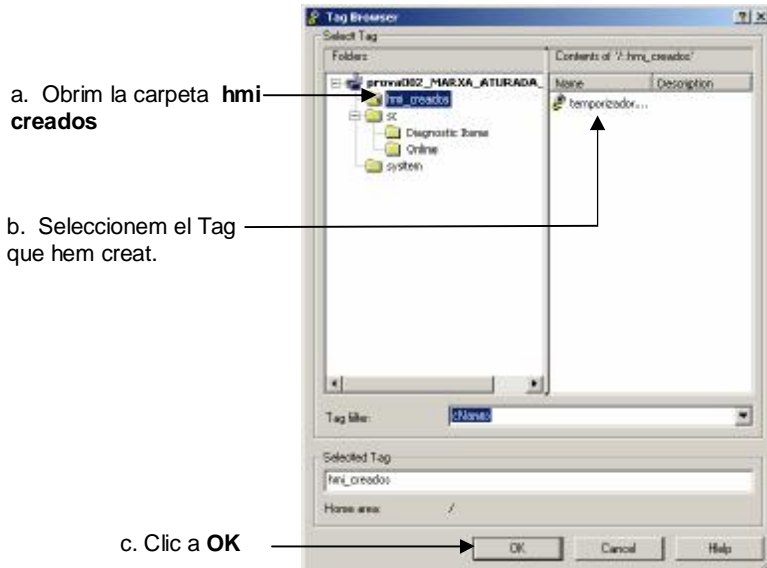 Tag Browser
Select Tag
Folders:
Contents of '/::hmi_creados'
prova002_MARXA_ATURADA_
hmi_creados
sc
Diagnostic Items
Online
system
Name
Description
temporizador...
a. Obrim la carpeta hmi
creados
b. Seleccionem el Tag
que hem creat.
Tag filter:
<None>
Selected Tag
hmi_creados
Home area:
/
c. Clic a OK
OK
Cancel
Help